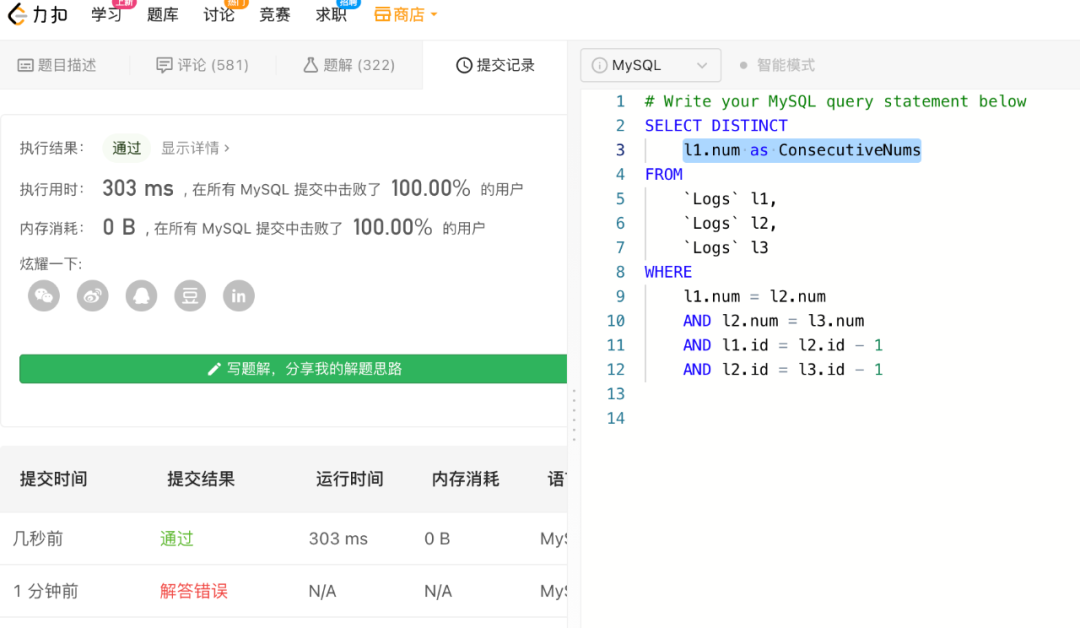 力扣 学习 上新 题库 讨论 热门 竞赛 求职 招聘 商店
题目描述 评论 (581) 题解 (322) 提交记录
执行结果： 通过 显示详情 >
执行用时： 303 ms , 在所有 MySQL 提交中击败了 100.00% 的用户
内存消耗： 0 B , 在所有 MySQL 提交中击败了 100.00% 的用户
炫耀一下:
豆 in
写题解，分享我的解题思路
提交时间 提交结果 运行时间 内存消耗
几秒前 通过 303 ms 0 B MyS
1 分钟前 解答错误 N/A N/A MyS
MySQL 智能模式
1 # Write your MySQL query statement below
2 SELECT DISTINCT
3 l1.num as ConsecutiveNums
4 FROM
5 `Logs` l1,
6 `Logs` l2,
7 `Logs` l3
8 WHERE
9 l1.num = l2.num
10 AND l2.num = l3.num
11 AND l1.id = l2.id - 1
12 AND l2.id = l3.id - 1
13
14